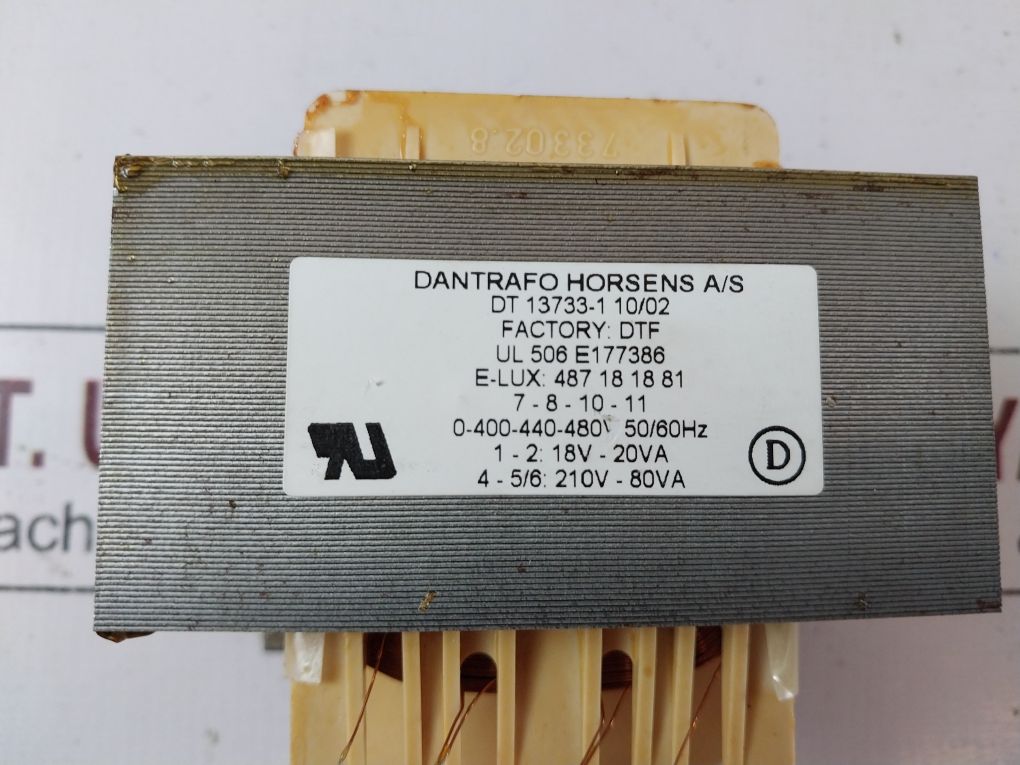 73302.8
DANTRAFO HORSENS A/S
DT 13733-1 10/02
FACTORY: DTF
UL 506 E177386
E-LUX: 487 18 18 81
7 - 8 - 10 - 11
0-400-440-480V 50/60Hz
1 - 2: 18V - 20VA
4 - 5/6: 210V - 80VA
D